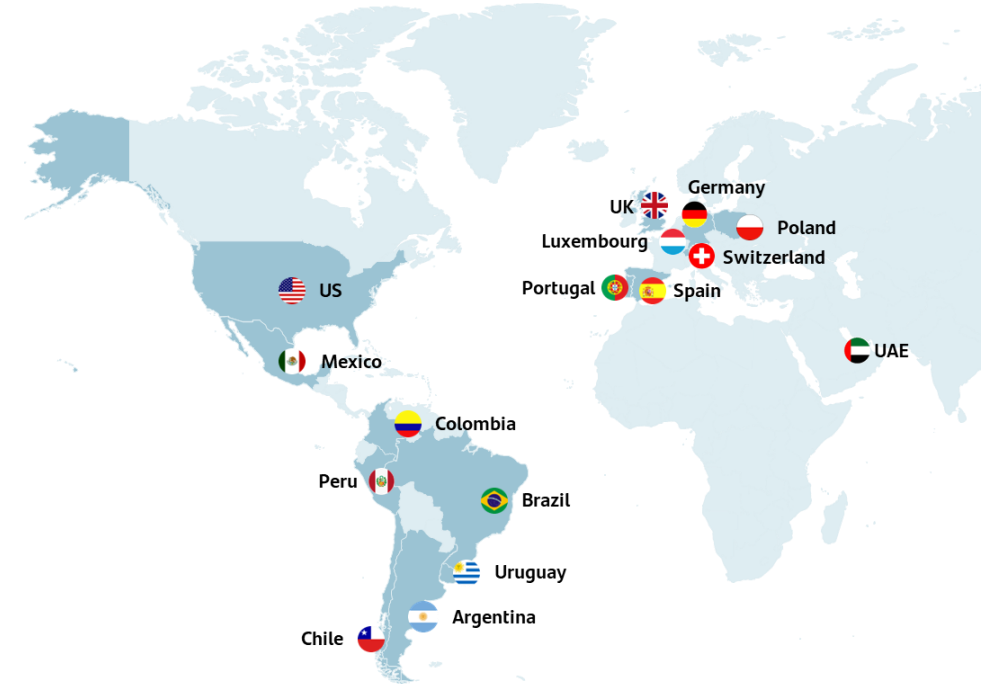 Germany
UK
Poland
Luxembourg
Switzerland
Portugal
Spain
US
UAE
Mexico
Colombia
Peru
Brazil
Uruguay
Argentina
Chile